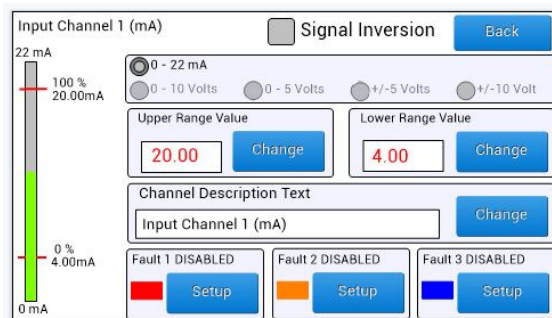 Input Channel 1 (mA)
Signal Inversion
Back
22 mA
100 %
20.00mA
0 %
4.00mA
0 mA
0 - 22 mA
0 - 10 Volts
0 - 5 Volts
+/-5 Volts
+/-10 Volt
Upper Range Value
20.00
Change
Lower Range Value
4.00
Change
Channel Description Text
Input Channel 1 (mA)
Change
Fault 1 DISABLED
Setup
Fault 2 DISABLED
Setup
Fault 3 DISABLED
Setup